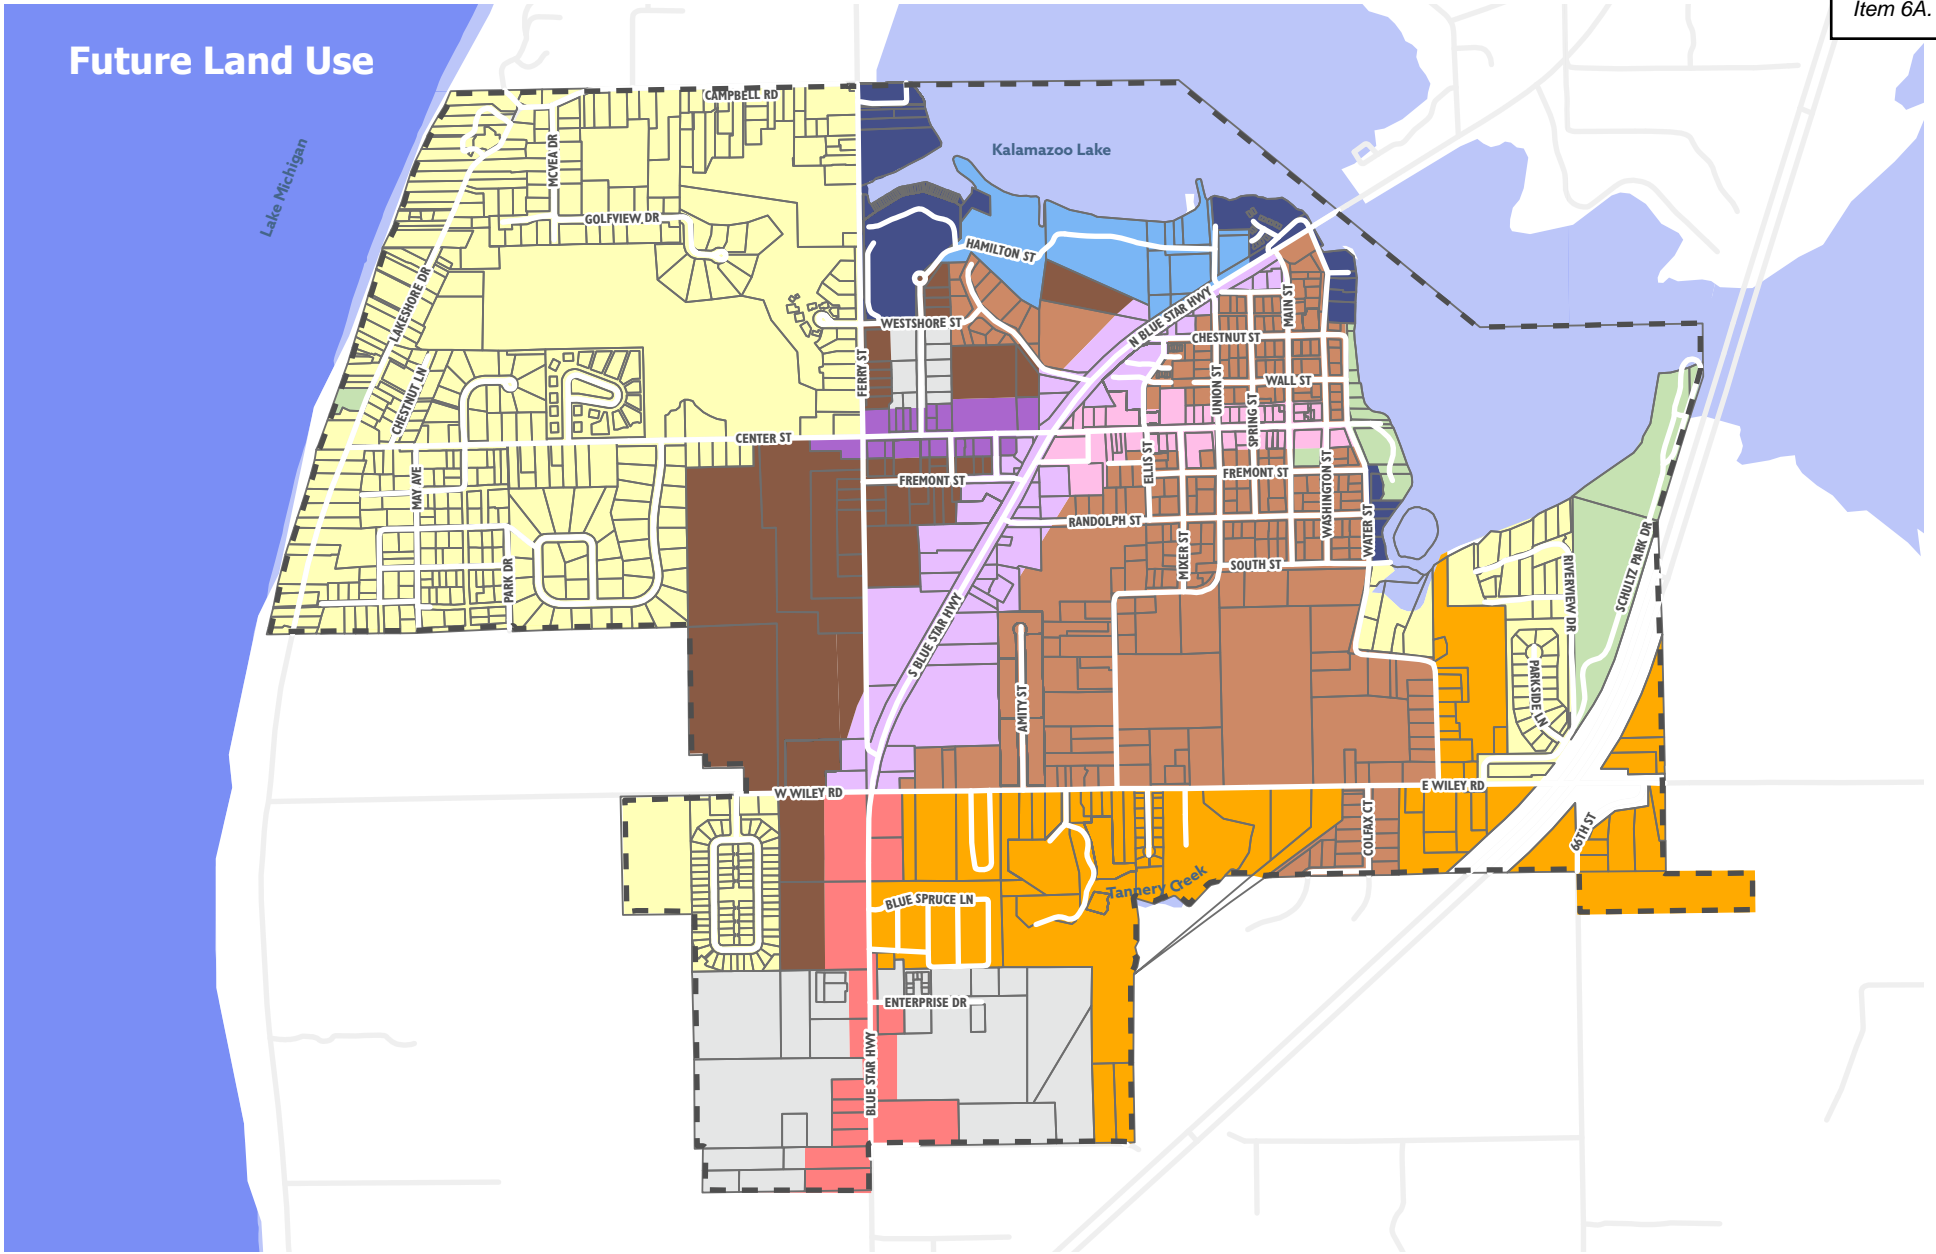 Item 6A.
Future Land Use
CAMPBELL RD
Lake Michigan
MCVEA DR
Kalamazoo Lake
GOLFVIEW DR
HAMILTON ST
LAKESHORE DR
N BLUE STAR HWY
MAIN ST
WESTSHORE ST
CHESTNUT ST
FERRY ST
CHESTNUT LN
UNION ST
WALL ST
SPRING ST
CENTER ST
ELLIS ST
MAY AVE
FREMONT ST
FREMONT ST
WASHINGTON ST
RANDOLPH ST
WATER ST
MIXER ST
SOUTH ST
PARK DR
RIVERVIEW DR
SCHULTZ PARK DR
S BLUE STAR HWY
AMITY ST
PARKSIDE LN
W WILEY RD
E WILEY RD
COLFAX CT
66TH ST
Tannery Creek
BLUE SPRUCE LN
ENTERPRISE DR
BLUE STAR HWY